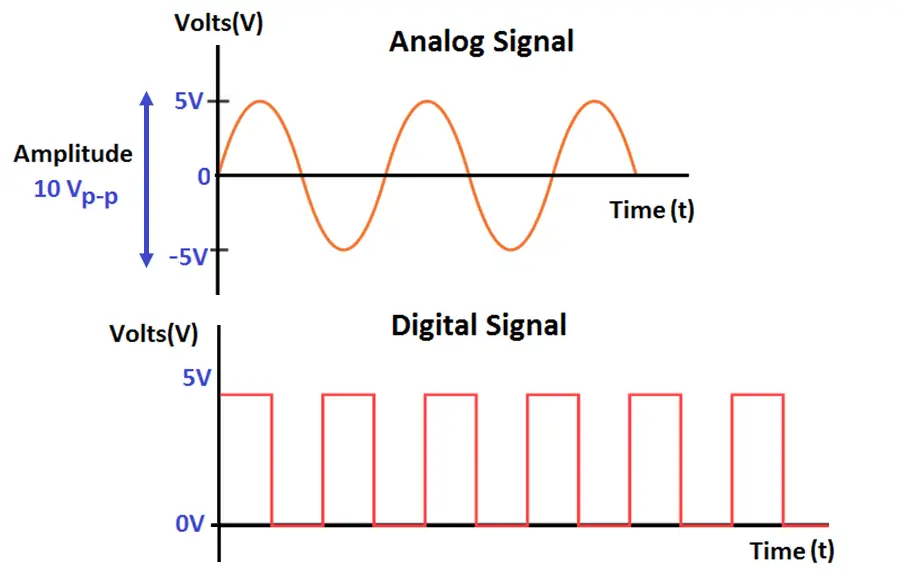 Volts(V)
Analog Signal
5V
Amplitude
10 Vp-p
0
Time (t)
-5V
Digital Signal
Volts(V)
5V
0V
Time (t)